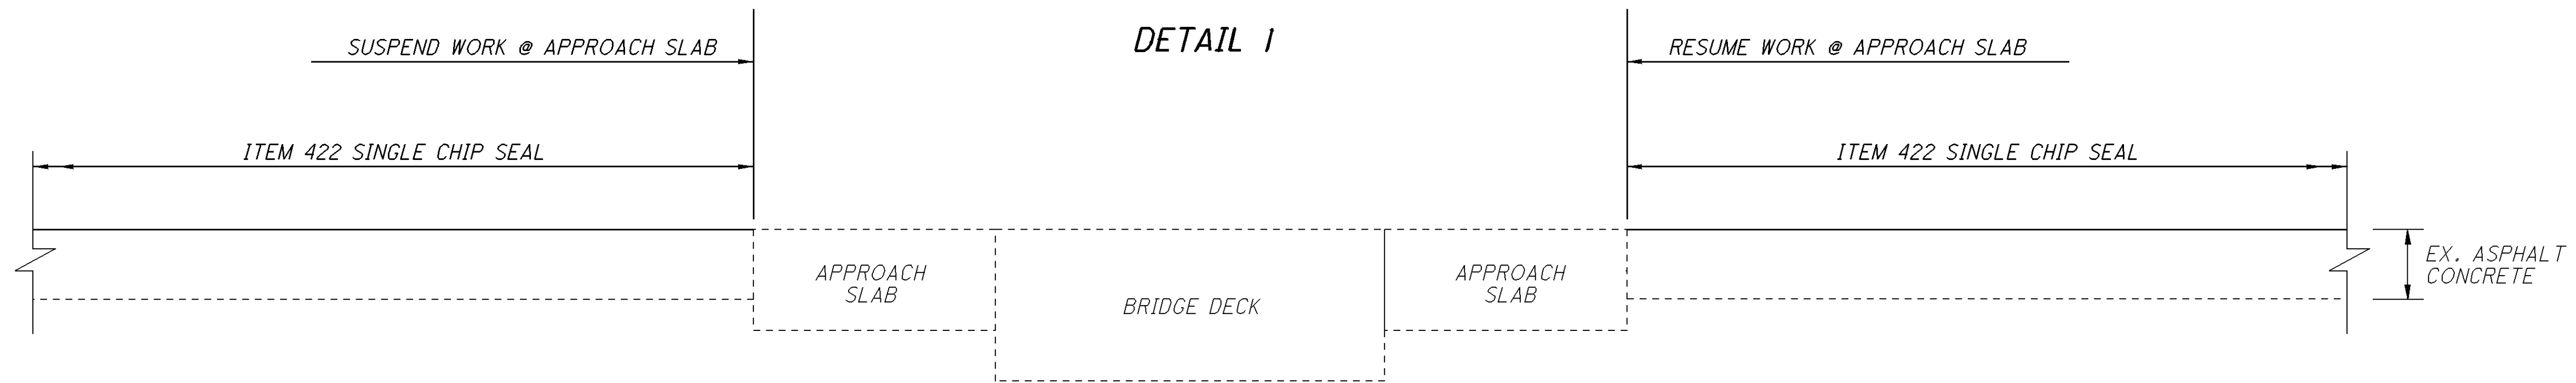 DETAIL 1
SUSPEND WORK @ APPROACH SLAB
RESUME WORK @ APPROACH SLAB
ITEM 422 SINGLE CHIP SEAL
ITEM 422 SINGLE CHIP SEAL
APPROACH
SLAB
BRIDGE DECK
APPROACH
SLAB
EX. ASPHALT
CONCRETE